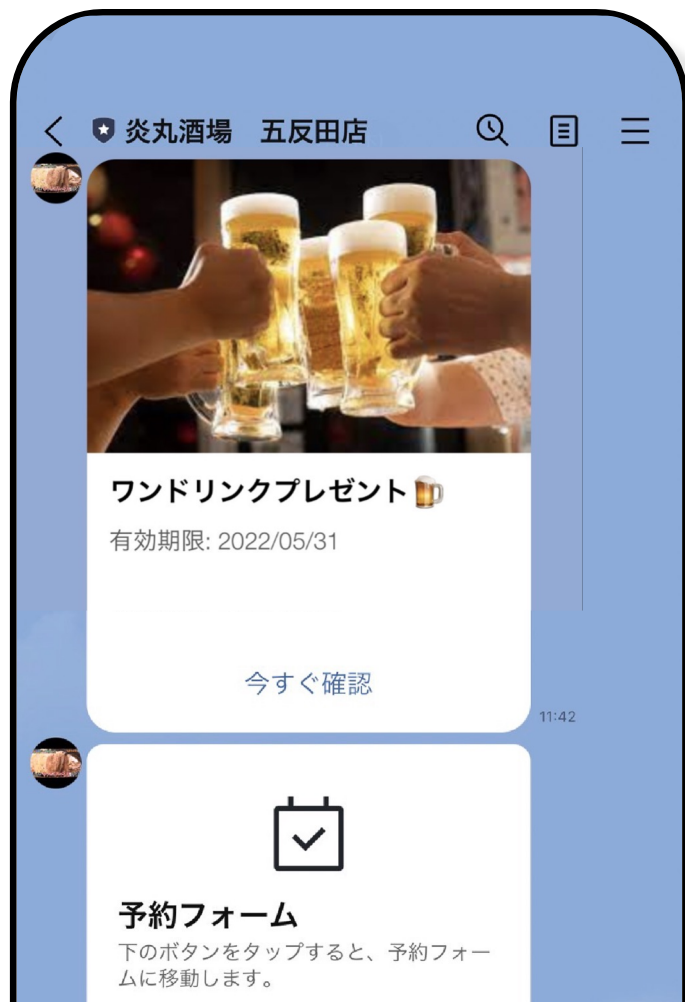 炎丸酒場　五反田店
ワンドリンクプレゼント🍺
有効期限: 2022/05/31
今すぐ確認
11:42
予約フォーム
下のボタンをタップすると、予約フォー
ムに移動します。